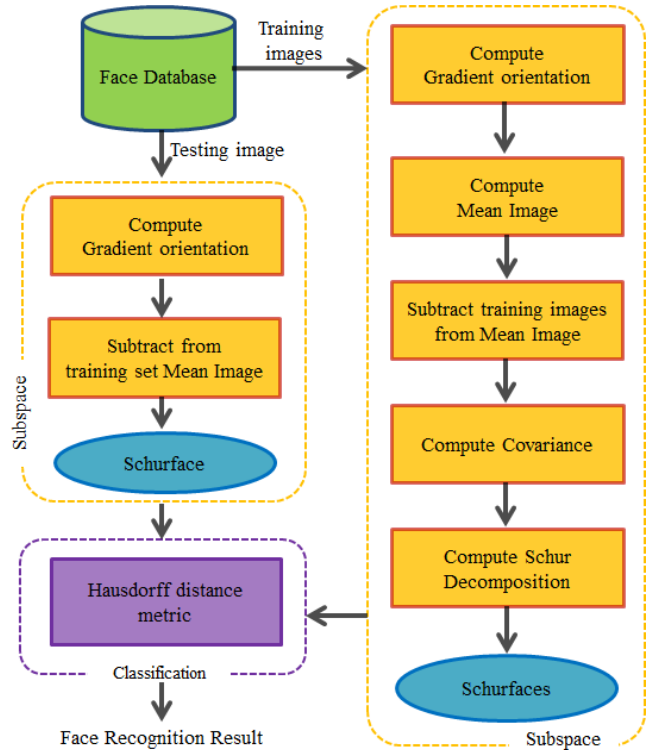 Face Database
Training
images
Testing image
Compute
Gradient orientation
Subtract from
training set Mean Image
Schurface
Subspace
Hausdorff distance
metric
Classification
Face Recognition Result
Compute
Gradient orientation
Compute
Mean Image
Subtract training images
from Mean Image
Compute Covariance
Compute Schur
Decomposition
Schurfaces
Subspace